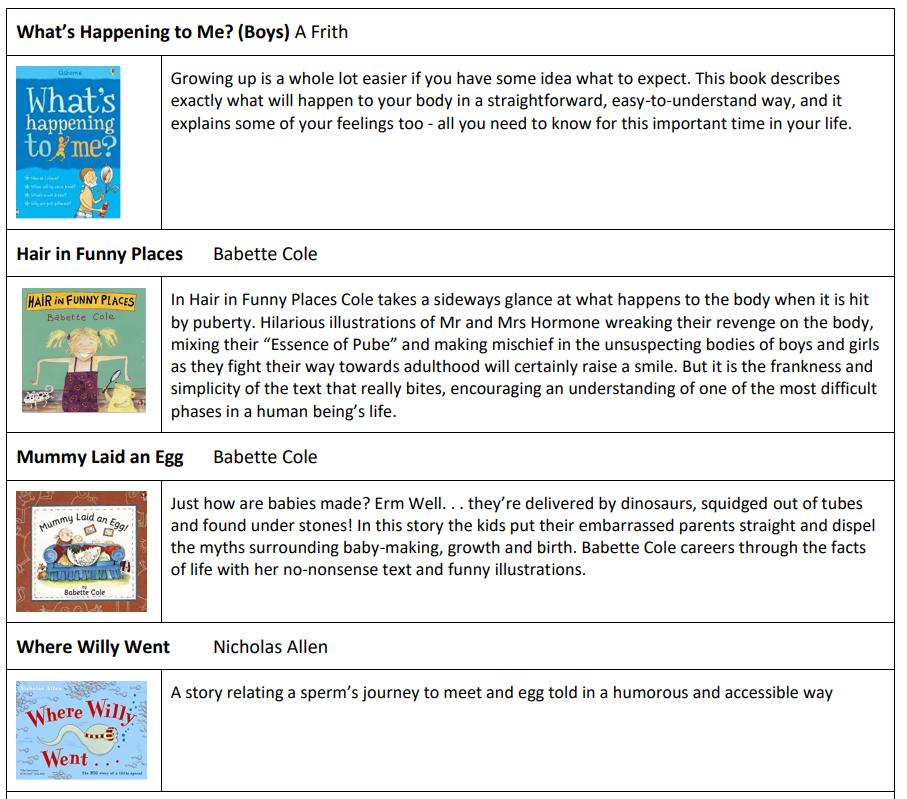 What’s Happening to Me? (Boys) A Frith
Usborne
What's
happening
to me?
Growing up is a whole lot easier if you have some idea what to expect. This book describes
exactly what will happen to your body in a straightforward, easy-to-understand way, and it
explains some of your feelings too - all you need to know for this important time in your life.
Hair in Funny Places Babette Cole
HAIR IN FUNNY PLACES
Babette Cole
In Hair in Funny Places Cole takes a sideways glance at what happens to the body when it is hit
by puberty. Hilarious illustrations of Mr and Mrs Hormone wreaking their revenge on the body,
mixing their “Essence of Pube” and making mischief in the unsuspecting bodies of boys and girls
as they fight their way towards adulthood will certainly raise a smile. But it is the frankness and
simplicity of the text that really bites, encouraging an understanding of one of the most difficult
phases in a human being’s life.
Mummy Laid an Egg Babette Cole
Mummy Laid an Egg!
by
Babette Cole
Just how are babies made? Erm Well. . . they’re delivered by dinosaurs, squidged out of tubes
and found under stones! In this story the kids put their embarrassed parents straight and dispel
the myths surrounding baby-making, growth and birth. Babette Cole careers through the facts
of life with her no-nonsense text and funny illustrations.
Where Willy Went Nicholas Allen
Nicholas Allan
Where Willy
Went . . .
The BIG story of a little sperm!
A story relating a sperm’s journey to meet and egg told in a humorous and accessible way